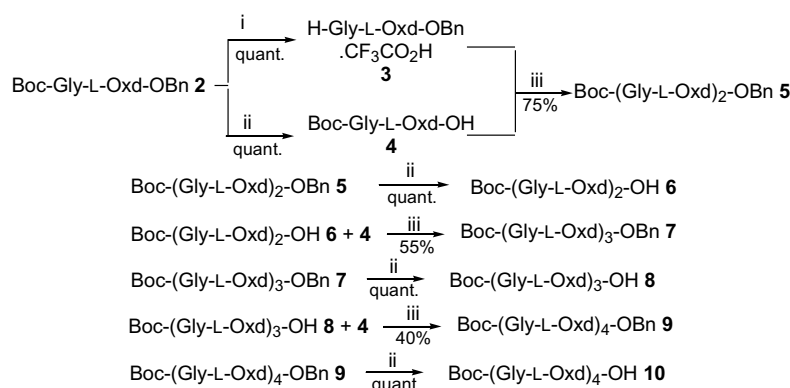 i
H-Gly-L-Oxd-OBn
quant.
.CF₃CO₂H
3
iii
Boc-Gly-L-Oxd-OBn 2
Boc-(Gly-L-Oxd)₂-OBn 5
75%
ii
Boc-Gly-L-Oxd-OH
quant.
4
Boc-(Gly-L-Oxd)₂-OBn 5
ii
quant.
Boc-(Gly-L-Oxd)₂-OH 6
Boc-(Gly-L-Oxd)₂-OH 6 + 4
iii
55%
Boc-(Gly-L-Oxd)₃-OBn 7
Boc-(Gly-L-Oxd)₃-OBn 7
ii
quant.
Boc-(Gly-L-Oxd)₃-OH 8
Boc-(Gly-L-Oxd)₃-OH 8 + 4
iii
40%
Boc-(Gly-L-Oxd)₄-OBn 9
Boc-(Gly-L-Oxd)₄-OBn 9
ii
quant
Boc-(Gly-L-Oxd)₄-OH 10